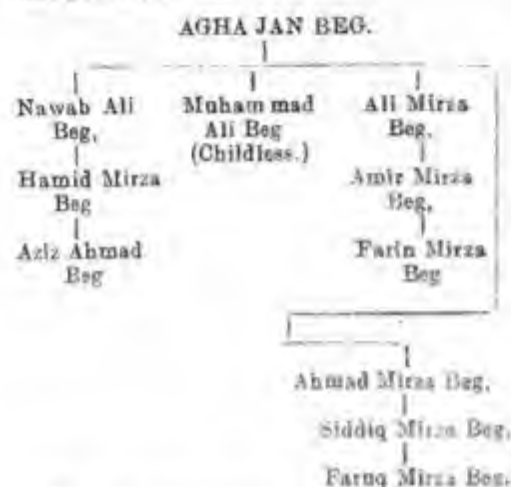 AGHA JAN BEG.
Nawab Ali Muhammad Ali Mirza
Beg, Ali Beg Beg,
(Childless.)
Hamid Mirza Amir Mirza
Beg Beg,
Aziz Ahmad Farin Mirza
Beg Beg
Ahmad Mirza Beg,
Siddiq Mirza Beg,
Faruq Mirza Beg,